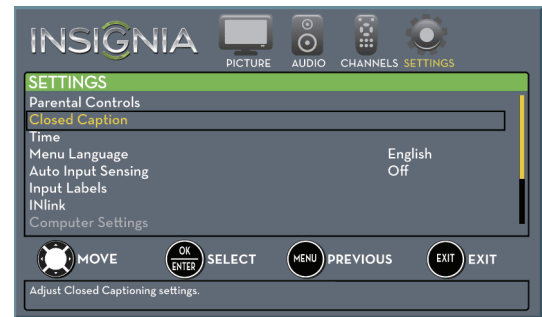 INSIGNIA
PICTURE AUDIO CHANNELS SETTINGS
SETTINGS
Parental Controls
Closed Caption
Time
Menu Language English
Auto Input Sensing Off
Input Labels
INlink
Computer Settings
MOVE OK ENTER SELECT MENU PREVIOUS EXIT EXIT
Adjust Closed Captioning settings.